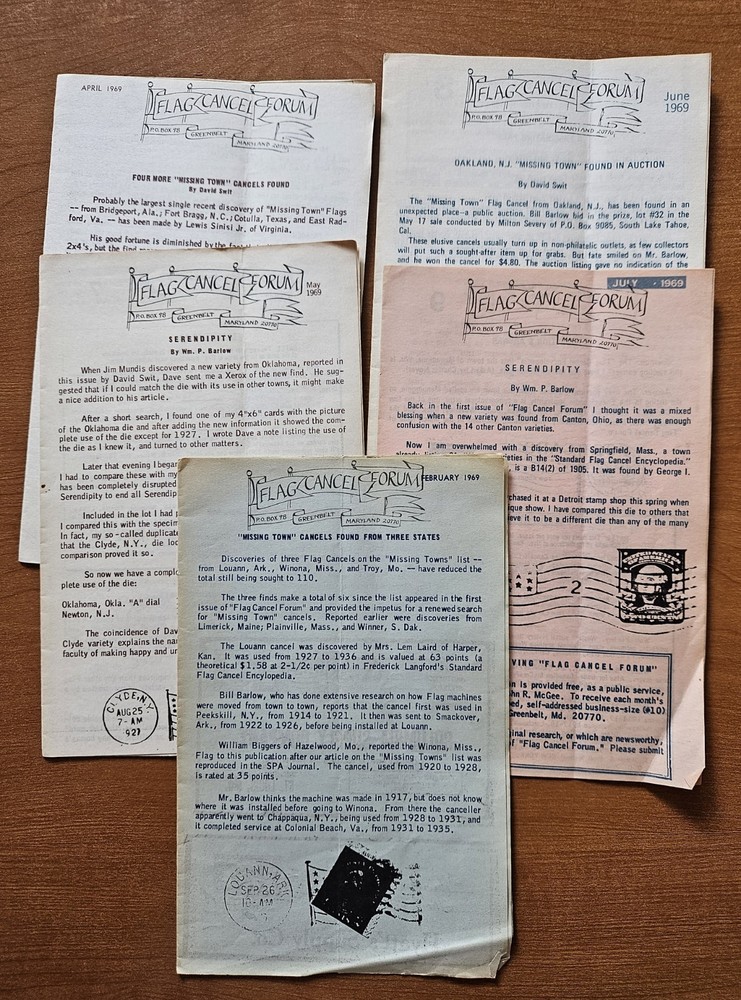 APRIL 1969
FLAG CANCEL FORUM
P.O. BOX 78 GREENBELT MARYLAND 20770
FOUR MORE "MISSING TOWN" CANCELS FOUND
By David Swit
Probably the largest single recent discovery of "Missing Town" Flags
-- from Bridgeport, Ala.; Fort Bragg, N.C.; Cotulla, Texas, and East Rad-
ford, Va. -- has been made by Lewis Sinisi Jr. of Virginia.
His good fortune is diminished by the fact
2x4's, but the find
June
1969
FLAG CANCEL FORUM
P.O. BOX 78 GREENBELT MARYLAND 20770
OAKLAND, N.J. "MISSING TOWN" FOUND IN AUCTION
By David Swit
The "Missing Town" Flag Cancel from Oakland, N.J., has been found in an
unexpected place--a public auction. Bill Barlow bid in the prize, lot #32 in the
May 17 sale conducted by Milton Severy of P.O. Box 9085, South Lake Tahoe,
Cal.
These elusive cancels usually turn up in non-philatelic outlets, as few collectors
will put such a sought-after item up for grabs. But fate smiled on Mr. Barlow,
and he won the cancel for $4.80. The auction listing gave no indication of the
FLAG CANCEL FORUM
May
1969
P.O. BOX 78 GREENBELT MARYLAND 20770
SERENDIPITY
By Wm. P. Barlow
When Jim Mundis discovered a new variety from Oklahoma, reported in
this issue by David Swit, Dave sent me a Xerox of the new find. He sug-
gested that if I could match the die with its use in other towns, it might make
a nice addition to his article.
After a short search, I found one of my 4"x6" cards with the picture
of the Oklahoma die and after adding the new information it showed the com-
plete use of the die except for 1927. I wrote Dave a note listing the use of
the die as I knew it, and turned to other matters.
Later that evening I began
I had to compare these with my
has been completely disrupted
Serendipity to end all Serendip
Included in the lot I had
I compared this with the specim
In fact, my so-called duplicate
that the Clyde, N.Y., die loc
comparison proved it so.
So now we have a comple
plete use of the die:
Oklahoma, Okla. "A" dial
Newton, N.J.
The coincidence of Dav
Clyde variety explains the nam
faculty of making happy and un
CLYDE, N.Y.
AUG 25
7-AM
1927
JULY 1969
FLAG CANCEL FORUM
P.O. BOX 78 GREENBELT MARYLAND 20770
SERENDIPITY
By Wm. P. Barlow
Back in the first issue of "Flag Cancel Forum" I thought it was a mixed
blessing when a new variety was found from Canton, Ohio, as there was enough
confusion with the 14 other Canton varieties.
Now I am overwhelmed with a discovery from Springfield, Mass., a town
eties in the "Standard Flag Cancel Encyclopedia."
is a B14(2) of 1905. It was found by George I.
chased it at a Detroit stamp shop this spring when
ique show. I have compared this die to others that
eve it to be a different die than any of the many
2
VING "FLAG CANCEL FORUM"
n is provided free, as a public service,
hn R. McGee. To receive each month's
ed, self-addressed business-size (#10)
Greenbelt, Md. 20770.
ginal research, or which are newsworthy,
f "Flag Cancel Forum." Please submit
FLAG CANCEL FORUM
FEBRUARY 1969
P.O. BOX 78 GREENBELT MARYLAND 20770
"MISSING TOWN" CANCELS FOUND FROM THREE STATES
Discoveries of three Flag Cancels on the "Missing Towns" list --
from Louann, Ark., Winona, Miss., and Troy, Mo. -- have reduced the
total still being sought to 110.
The three finds make a total of six since the list appeared in the first
issue of "Flag Cancel Forum" and provided the impetus for a renewed search
for "Missing Town" cancels. Reported earlier were discoveries from
Limerick, Maine; Plainville, Mass., and Winner, S. Dak.
The Louann cancel was discovered by Mrs. Lem Laird of Harper,
Kan. It was used from 1927 to 1936 and is valued at 63 points (a
theoretical $1.58 at 2-1/2¢ per point) in Frederick Langford's Standard
Flag Cancel Encyclopedia.
Bill Barlow, who has done extensive research on how Flag machines
were moved from town to town, reports that the cancel first was used in
Peekskill, N.Y., from 1914 to 1921. It then was sent to Smackover,
Ark., from 1922 to 1926, before being installed at Louann.
William Biggers of Hazelwood, Mo., reported the Winona, Miss.,
Flag to this publication after our article on the "Missing Towns" list was
reproduced in the SPA Journal. The cancel, used from 1920 to 1928,
is rated at 35 points.
Mr. Barlow thinks the machine was made in 1917, but does not know
where it was installed before going to Winona. From there the canceller
apparently went to Chappaqua, N.Y., being used from 1928 to 1931, and
it completed service at Colonial Beach, Va., from 1931 to 1935.
LOUANN, ARK.
SEP 26
10-AM